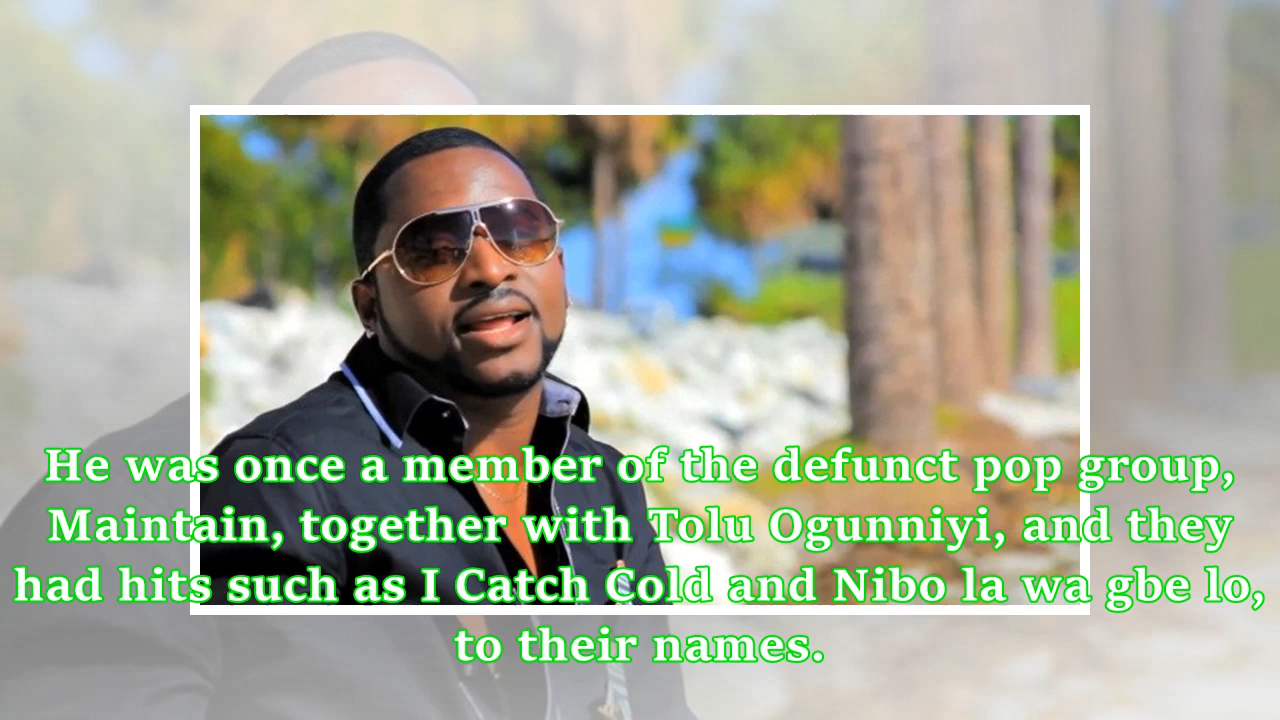 He was once a member of the defunct pop group,
Maintain, together with Tolu Ogunniyi, and they
had hits such as I Catch Cold and Nibo la wa gbe lo,
to their names.